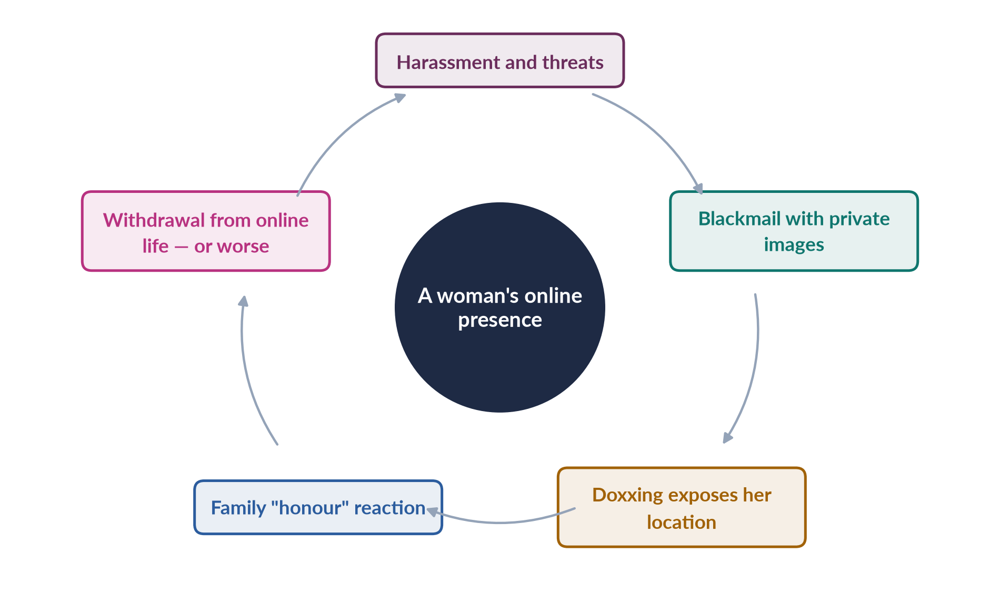 Harassment and threats
Blackmail with private
images
Doxxing exposes her
location
Family "honour" reaction
Withdrawal from online
life — or worse
A woman's online
presence